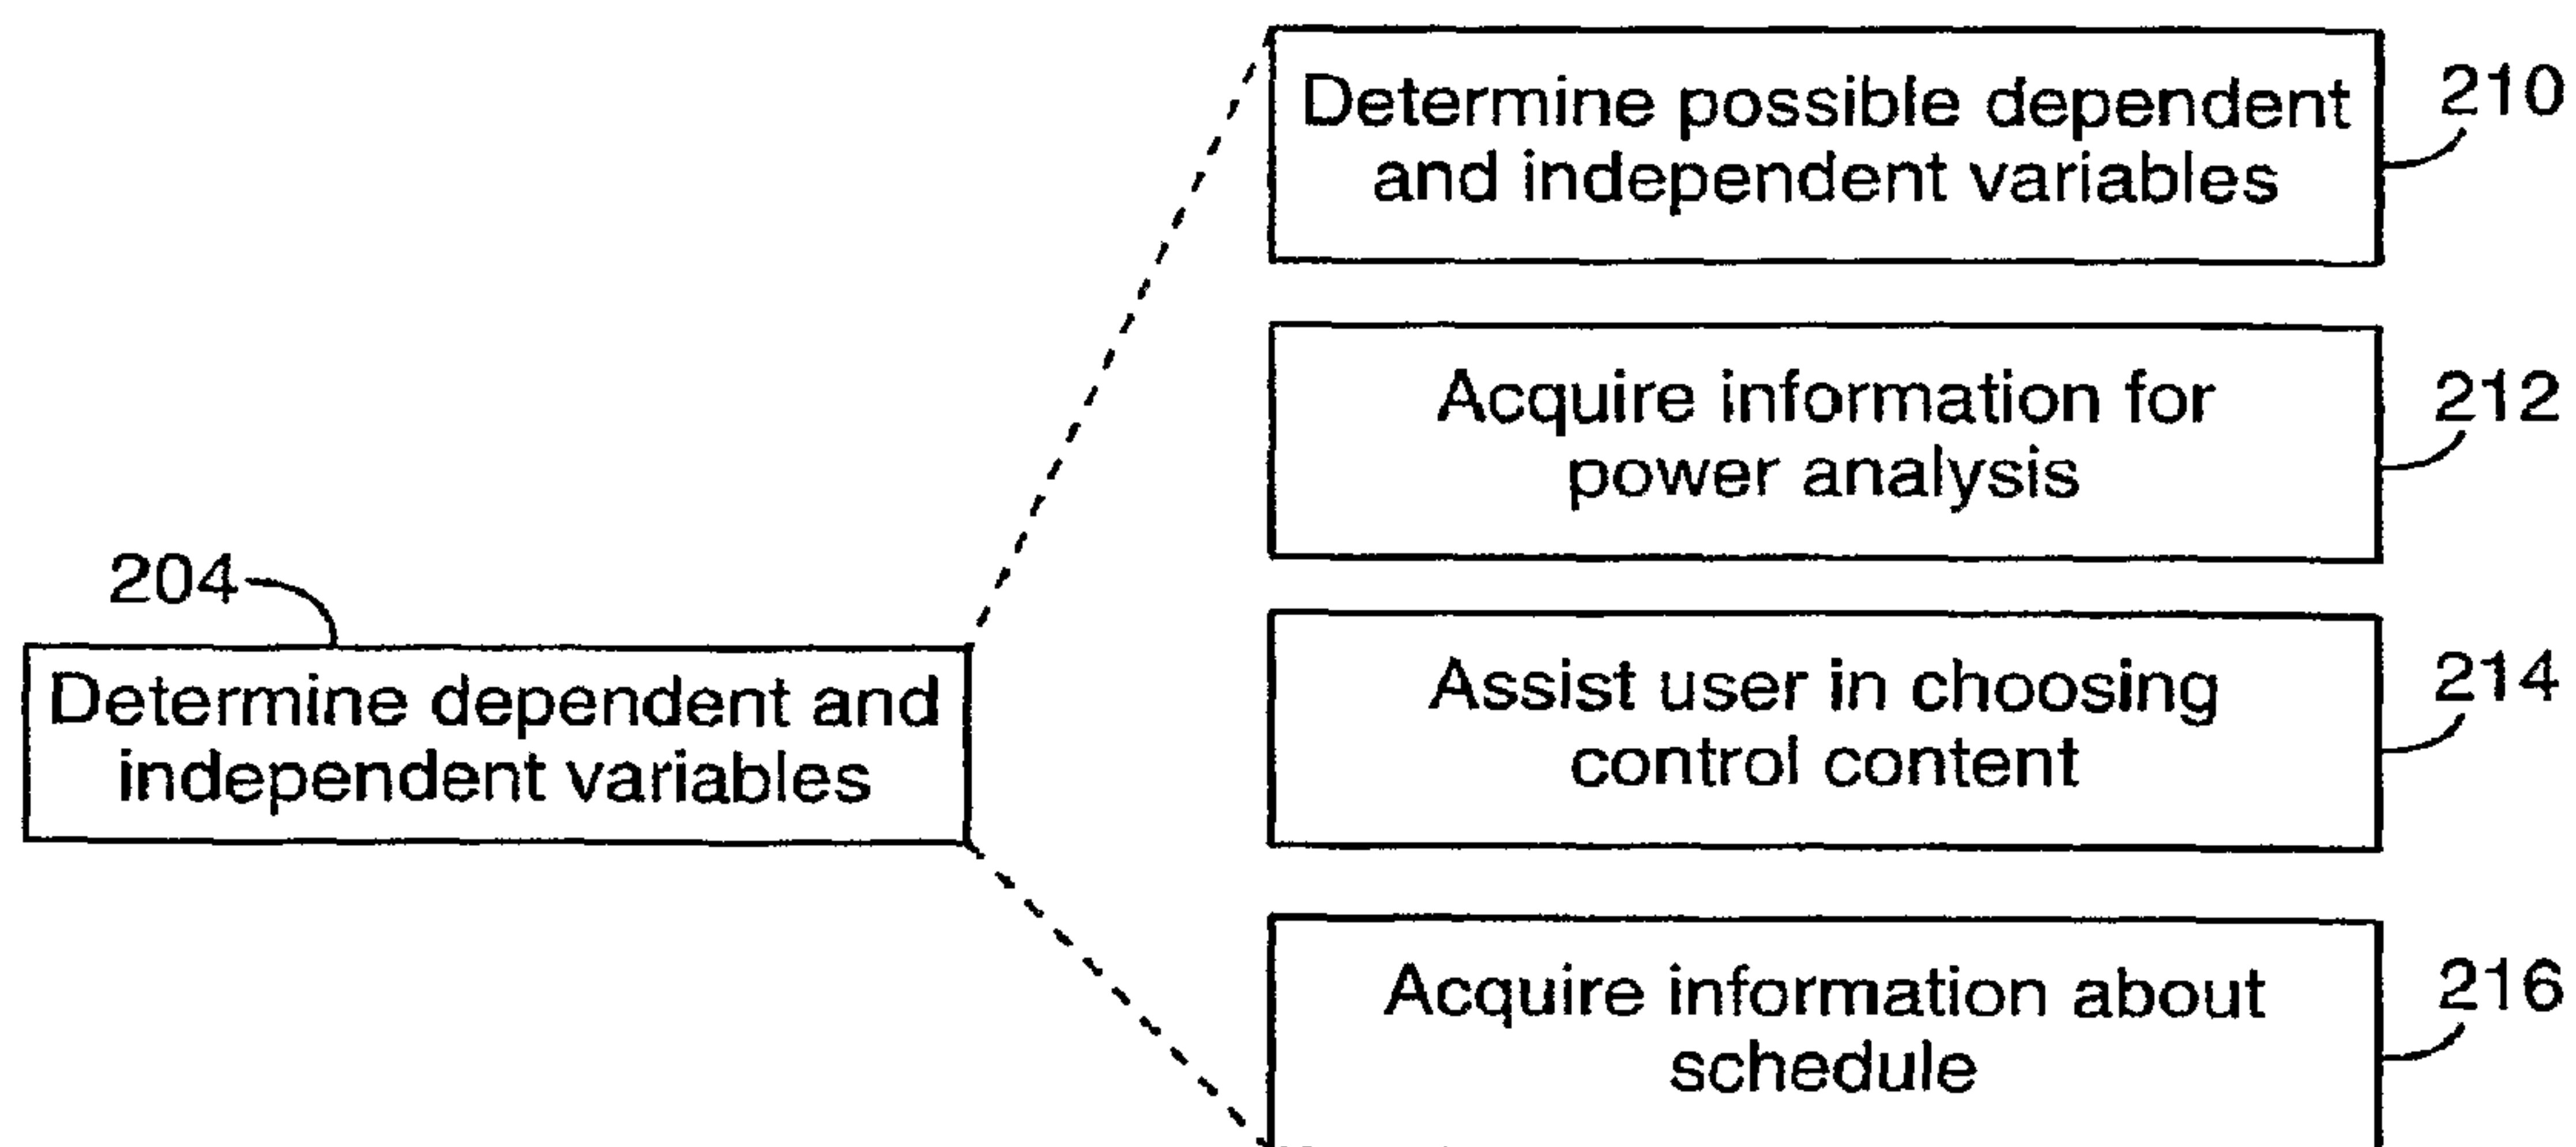 204
Determine dependent and
independent variables
Determine possible dependent
and independent variables
210
Acquire information for
power analysis
212
Assist user in choosing
control content
214
Acquire information about
schedule
216